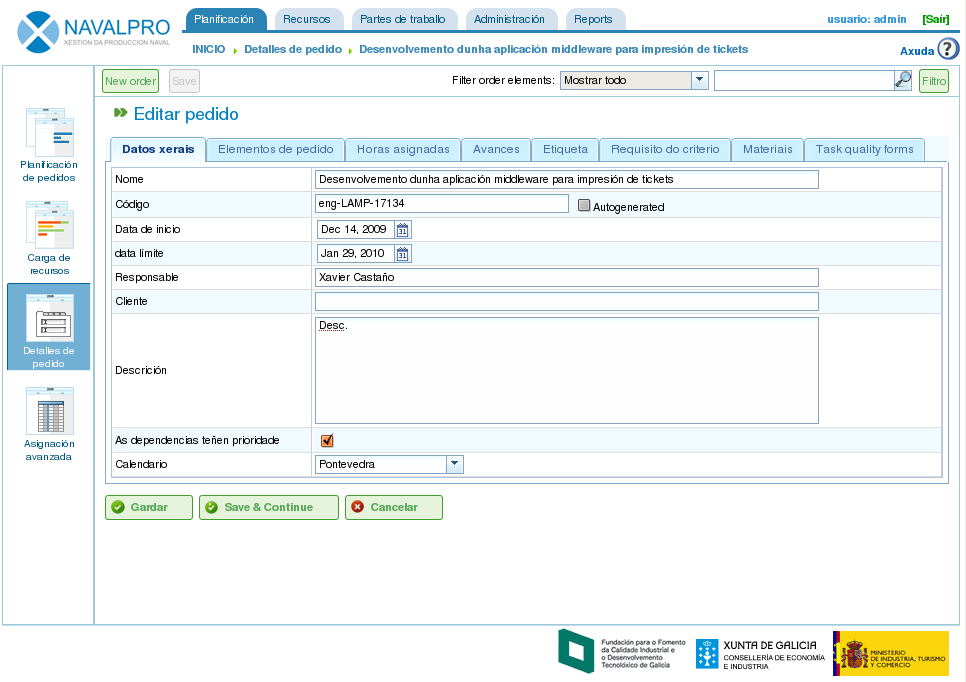 NAVALPRO
XESTION DA PRODUCCION NAVAL
Planificación
Recursos
Partes de traballo
Administración
Reports
usuario: admin
[Sair]
INICIO
Detalles de pedido
Desenvolvemento dunha aplicación middleware para impresión de tickets
Axuda
?
New order
Save
Filter order elements:
Mostrar todo
Filtro
Planificación
de pedidos
Carga de
recursos
Detalles de
pedido
Asignación
avanzada
Editar pedido
Datos xerais
Elementos de pedido
Horas asignadas
Avances
Etiqueta
Requisito do criterio
Materiais
Task quality forms
Nome
Desenvolvemento dunha aplicación middleware para impresión de tickets
Código
eng-LAMP-17134
Autogenerated
Data de inicio
Dec 14, 2009
31
data límite
Jan 29, 2010
31
Responsable
Xavier Castaño
Cliente
Descrición
Desc.
As dependencias teñen prioridade
Calendario
Pontevedra
Gardar
Save & Continue
Cancelar
Fundación para o Fomento
da Calidade Industrial e
o Desenvolvemento
Tecnolóxico de Galicia
XUNTA DE GALICIA
CONSELLERÍA DE ECONOMÍA
E INDUSTRIA
MINISTERIO
DE INDUSTRIA, TURISMO
Y COMERCIO